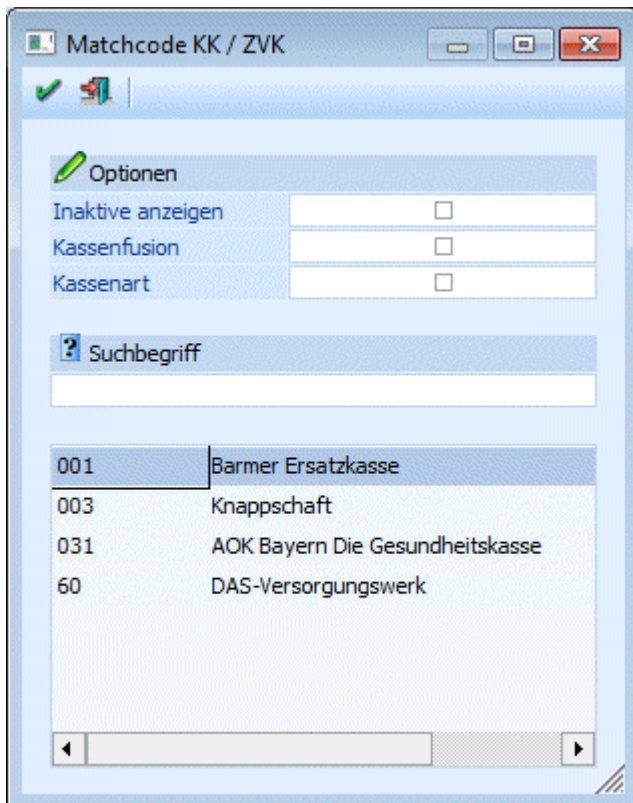 Matchcode KK / ZVK
Optionen
Inaktive anzeigen
Kassenfusion
Kassenart
? Suchbegriff
001 Barmer Ersatzkasse
003 Knappschaft
031 AOK Bayern Die Gesundheitskasse
60 DAS-Versorgungswerk